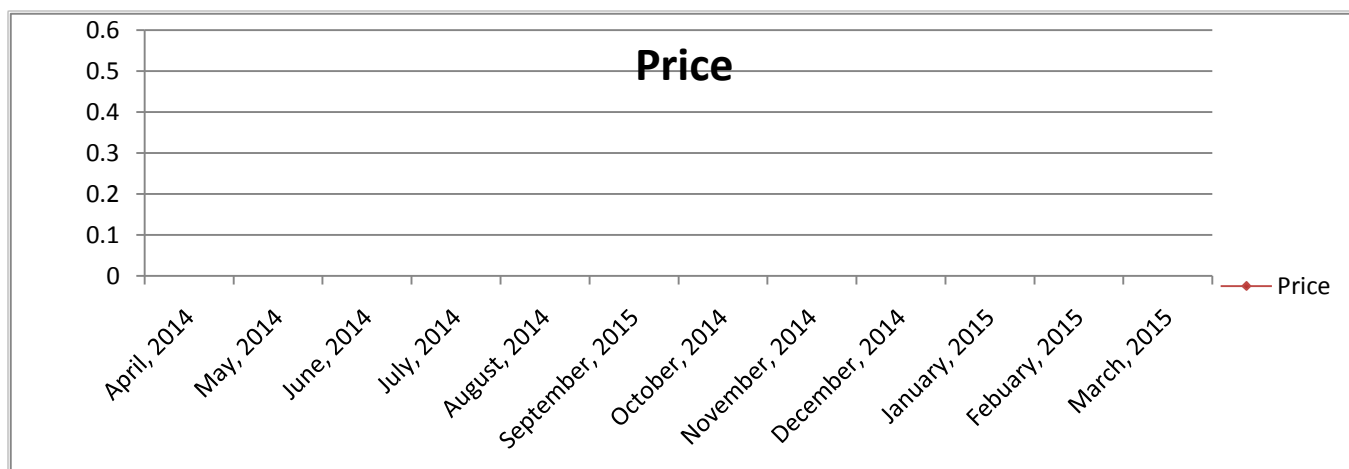 Price
0.6
0.5
0.4
0.3
0.2
0.1
0
April, 2014
May, 2014
June, 2014
July, 2014
August, 2014
September, 2015
October, 2014
November, 2014
December, 2014
January, 2015
Febuary, 2015
March, 2015
Price